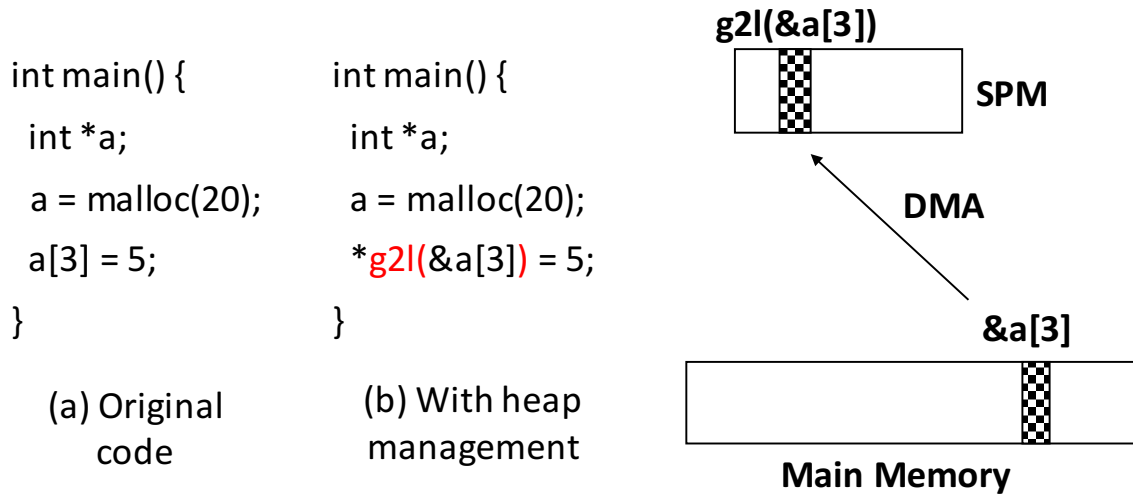 int main() {
int *a;
a = malloc(20);
a[3] = 5;
}
(a) Original
code
int main() {
int *a;
a = malloc(20);
*g2l(&a[3]) = 5;
}
(b) With heap
management
g2l(&a[3])
SPM
DMA
&a[3]
Main Memory